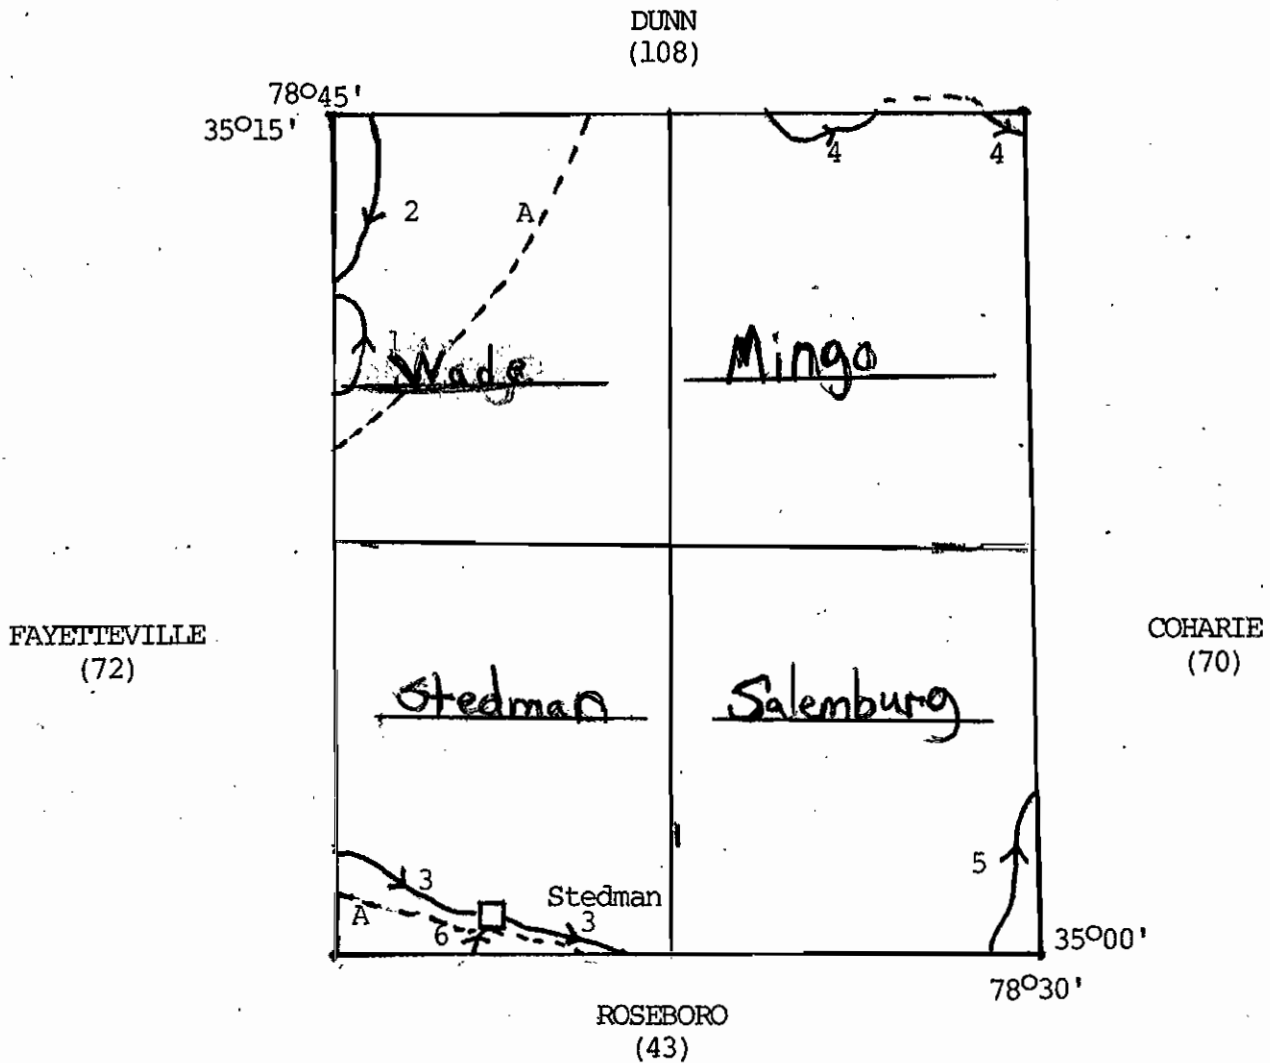 DUNN
(108)
78°45'
35°15'
2
A
4
4
1
Wade
Mingo
FAYETTEVILLE
(72)
COHARIE
(70)
Stedman
Salemburg
5
3
Stedman
3
A
6
35°00'
78°30'
ROSEBORO
(43)